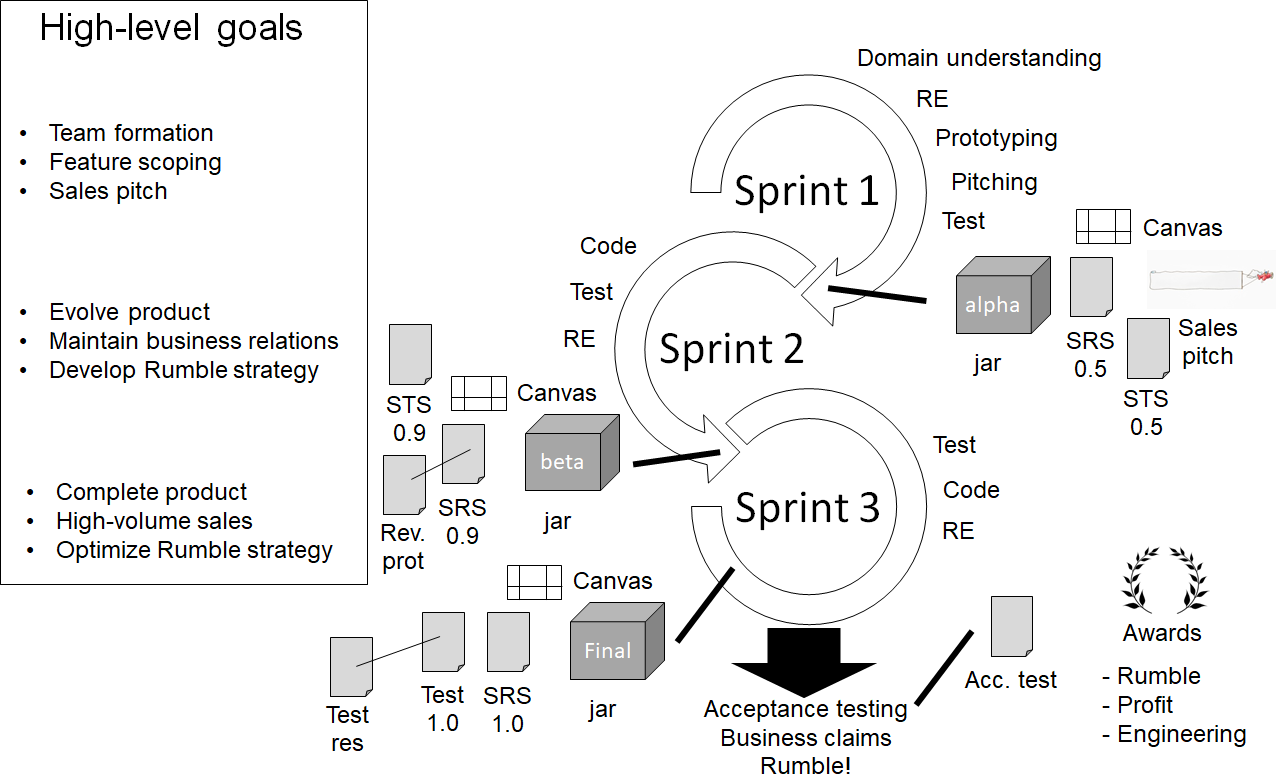 High-level goals
• Team formation
• Feature scoping
• Sales pitch
• Evolve product
• Maintain business relations
• Develop Rumble strategy
• Complete product
• High-volume sales
• Optimize Rumble strategy
Domain understanding
RE
Prototyping
Pitching
Test
Sprint 1
Canvas
alpha
jar
SRS
0.5
Sales
pitch
STS
0.5
Code
Test
RE
Sprint 2
STS
0.9
Canvas
beta
jar
SRS
0.9
Rev.
prot
Test
Code
RE
Sprint 3
Canvas
Final
jar
SRS
1.0
Test
1.0
Test
res
Acceptance testing
Business claims
Rumble!
Acc. test
Awards
- Rumble
- Profit
- Engineering